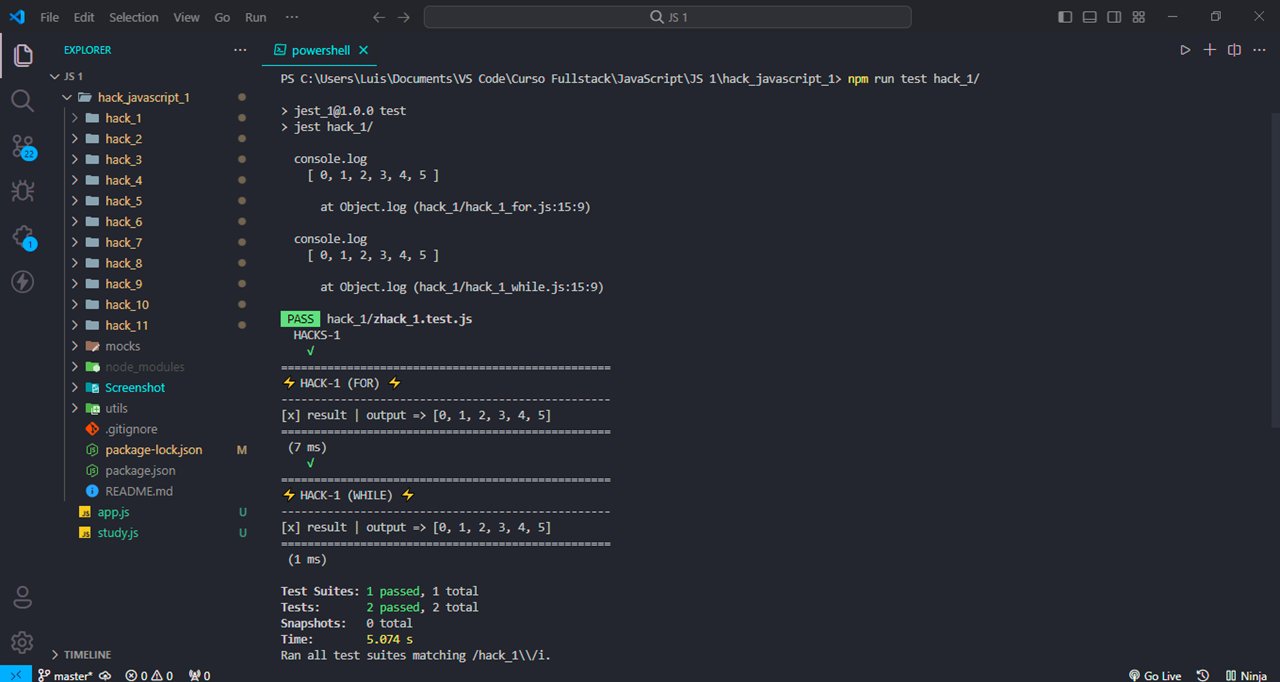 File Edit Selection View Go Run ··· JS 1
EXPLORER ···
JS 1
hack_javascript_1
hack_1
hack_2
hack_3
hack_4
hack_5
hack_6
hack_7
hack_8
hack_9
hack_10
hack_11
mocks
node_modules
Screenshot
utils
.gitignore
package-lock.json M
package.json
README.md
JS app.js U
JS study.js U
TIMELINE
22
1
powershell
PS C:\Users\Luis\Documents\VS Code\Curso Fullstack\JavaScript\JS 1\hack_javascript_1> npm run test hack_1/
> jest_1@1.0.0 test
> jest hack_1/
console.log
[ 0, 1, 2, 3, 4, 5 ]
at Object.log (hack_1/hack_1_for.js:15:9)
console.log
[ 0, 1, 2, 3, 4, 5 ]
at Object.log (hack_1/hack_1_while.js:15:9)
PASS hack_1/zhack_1.test.js
HACKS-1
√
==================================================
⚡ HACK-1 (FOR) ⚡
--------------------------------------------------
[x] result | output => [0, 1, 2, 3, 4, 5]
==================================================
(7 ms)
√
==================================================
⚡ HACK-1 (WHILE) ⚡
--------------------------------------------------
[x] result | output => [0, 1, 2, 3, 4, 5]
==================================================
(1 ms)
Test Suites: 1 passed, 1 total
Tests: 2 passed, 2 total
Snapshots: 0 total
Time: 5.074 s
Ran all test suites matching /hack_1\\/i.
master* 0 0 0 Go Live Ninja